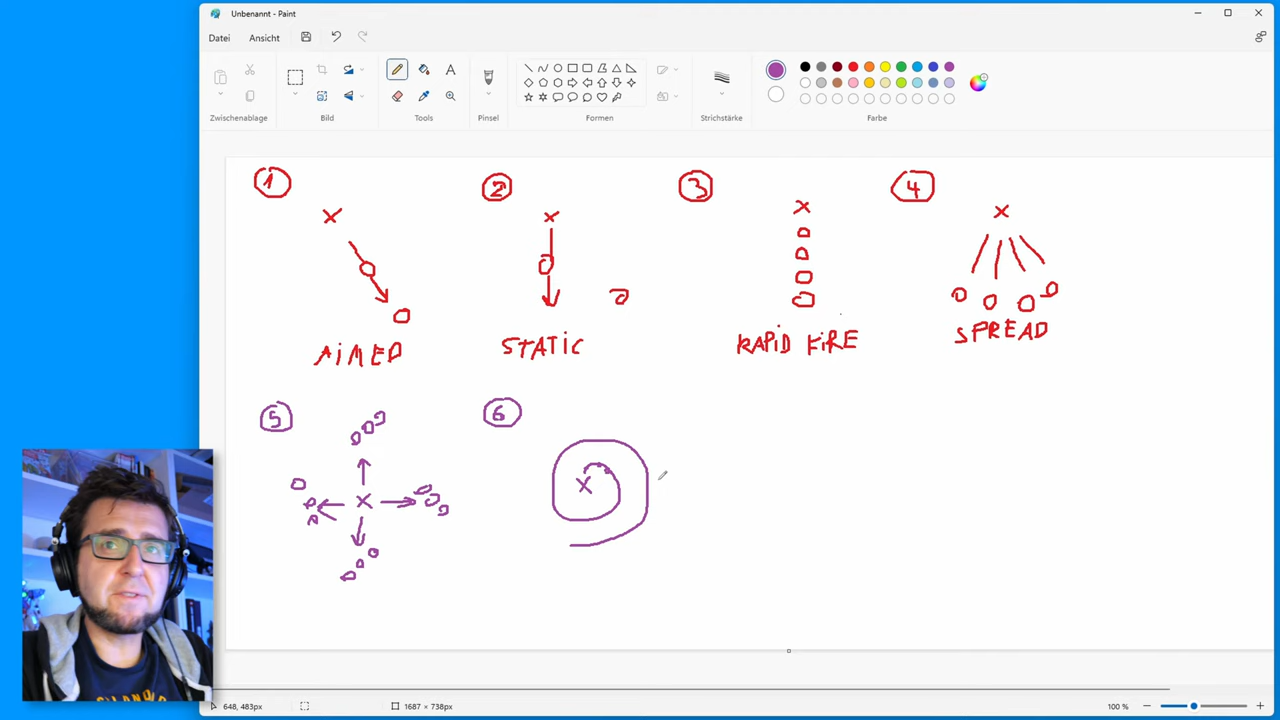 Unbenannt - Paint
Datei Ansicht
Zwischenablage Bild Tools Pinsel Formen Strichstärke Farbe
1 2 3 4
x x x x
AiMED STATiC RAPiD FiRE SPREAD
5 6
x x
648, 483px 1687 × 738px 100 %